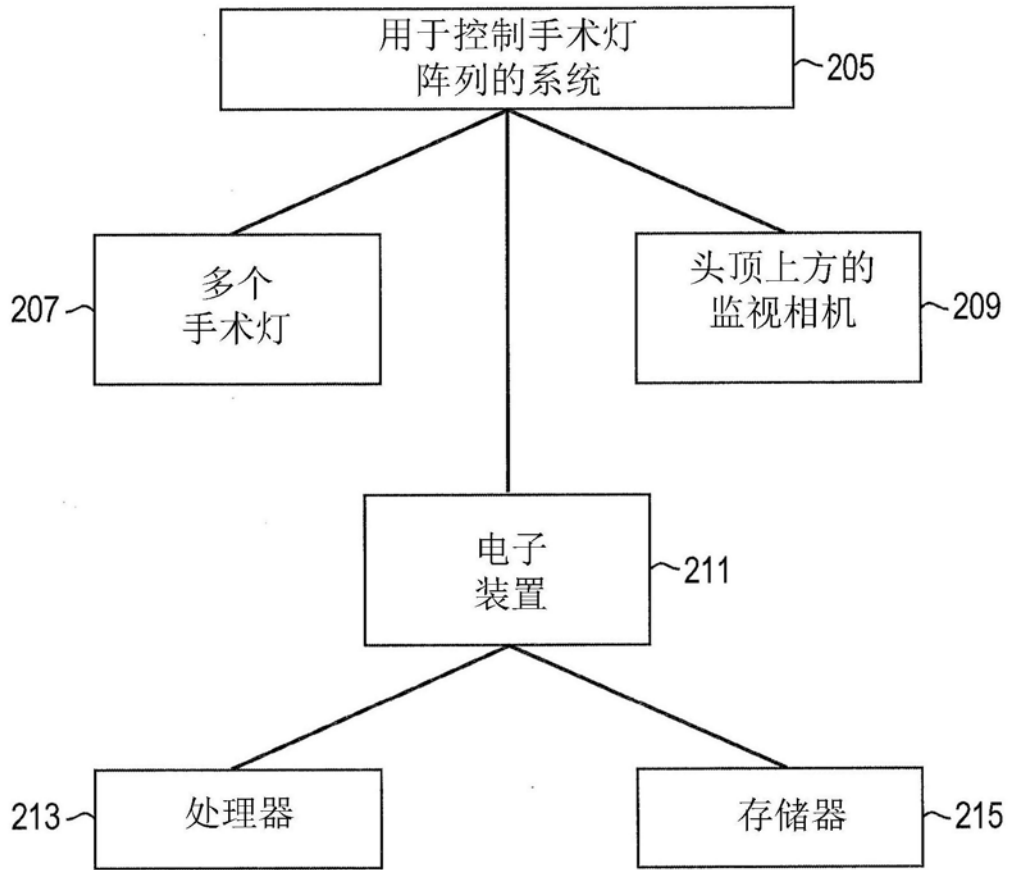 用于控制手术灯
阵列的系统
205
多个
手术灯
207
头顶上方的
监视相机
209
电子
装置
211
处理器
213
存储器
215